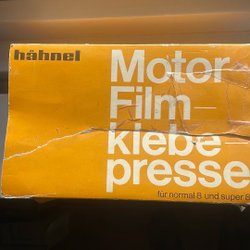 hähnel
Motor
Film-
klebe-
presse
für normal 8 und super 8